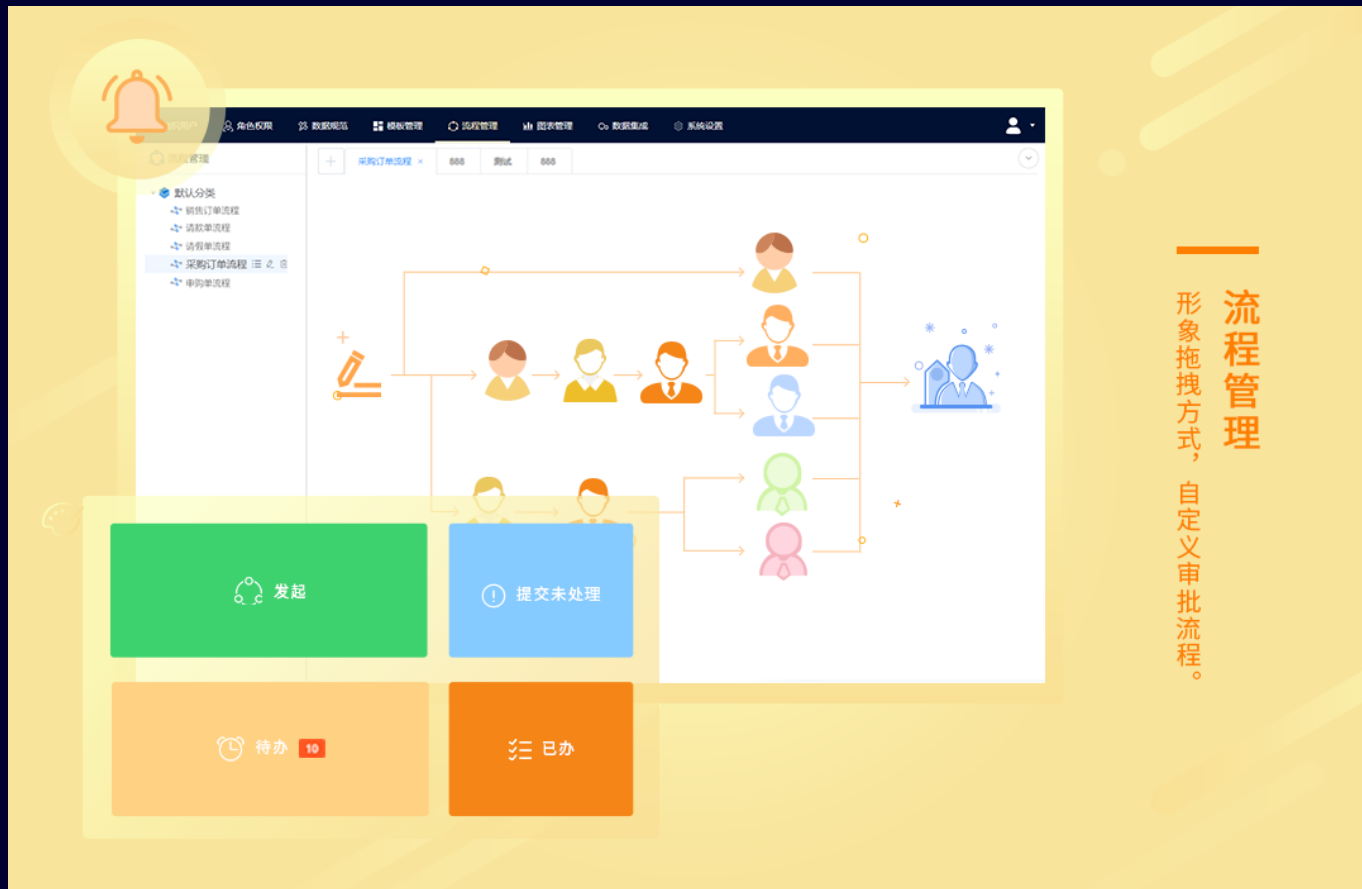 角色权限
数据规范
模板管理
流程管理
图表管理
数据集成
系统设置
流程管理
采购订单流程 ×
888
测试
888
默认分类
销售订单流程
请款单流程
请假单流程
采购订单流程
申购单流程
发起
提交未处理
待办 10
已办
流程管理
形象拖拽方式，自定义审批流程。